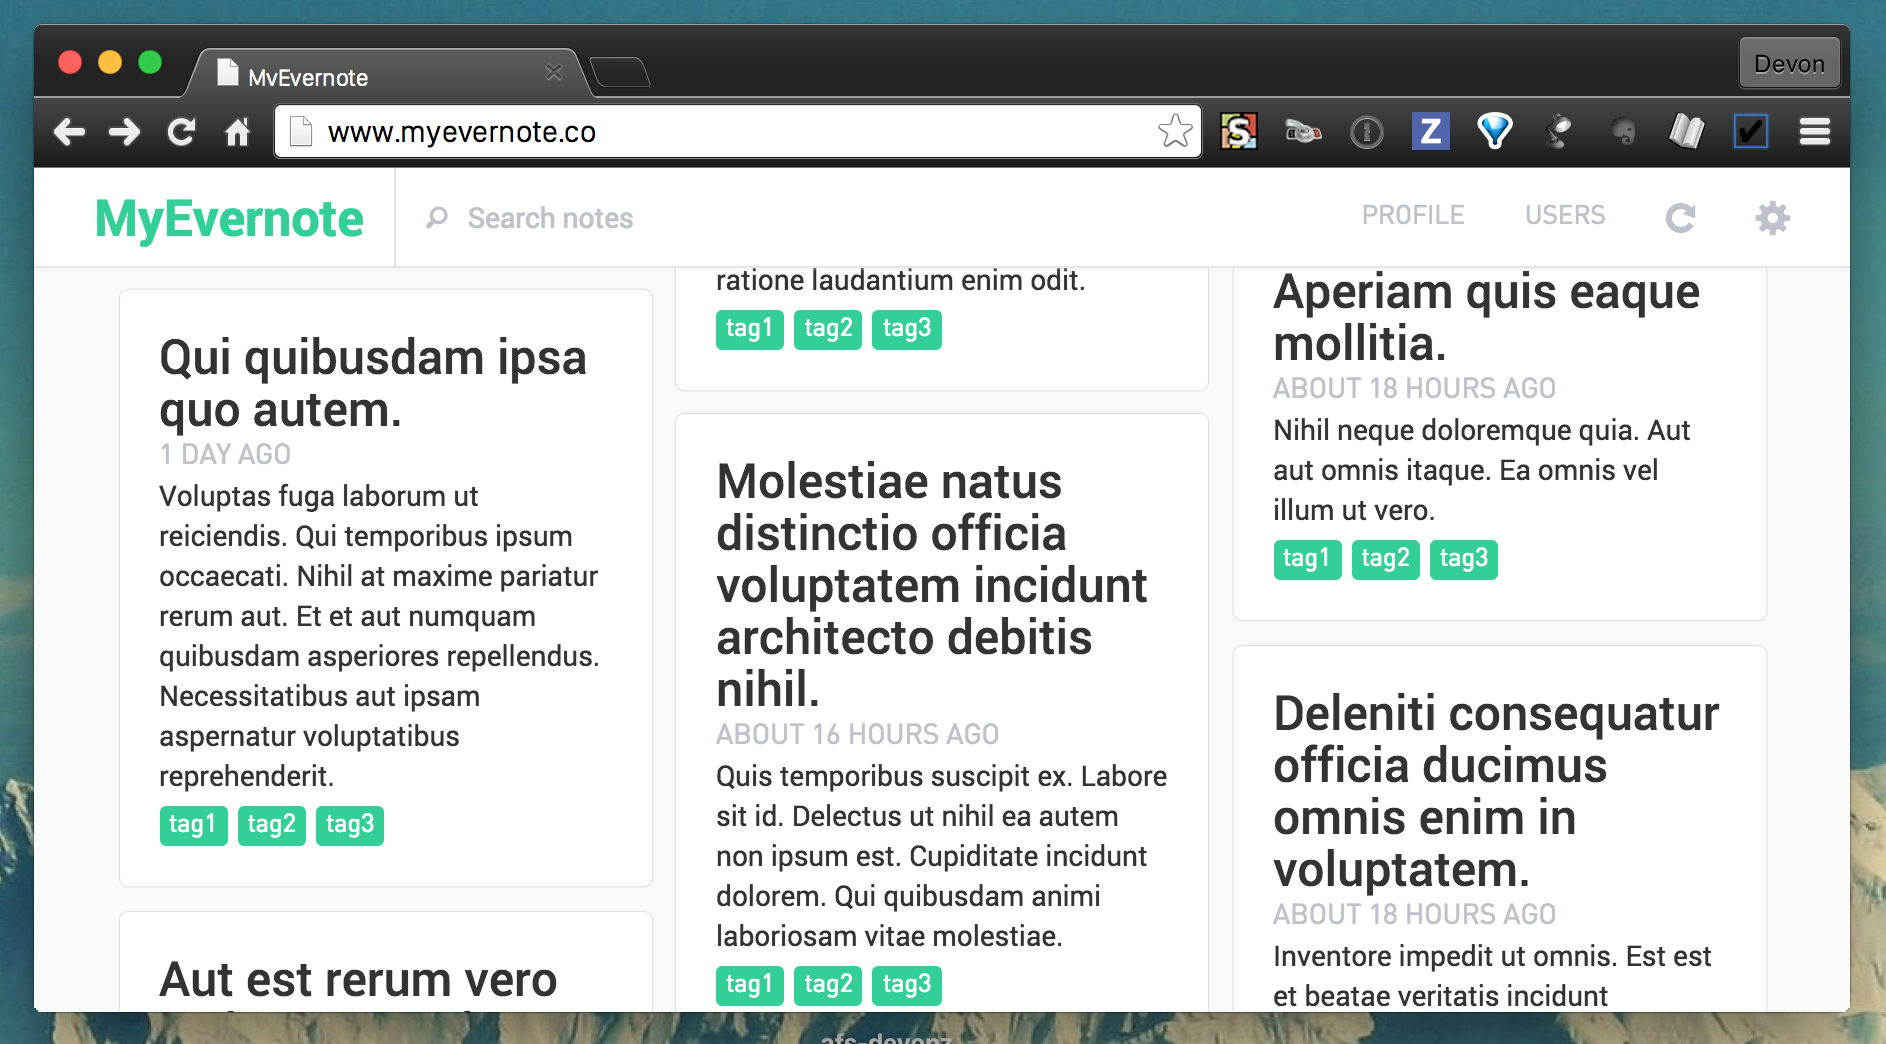 MvEvernote
Devon
www.myevernote.co
S
Z
MyEvernote
Search notes
PROFILE
USERS
Qui quibusdam ipsa
quo autem.
1 DAY AGO
Voluptas fuga laborum ut
reiciendis. Qui temporibus ipsum
occaecati. Nihil at maxime pariatur
rerum aut. Et et aut numquam
quibusdam asperiores repellendus.
Necessitatibus aut ipsam
aspernatur voluptatibus
reprehenderit.
tag1 tag2 tag3
Aut est rerum vero
ratione laudantium enim odit.
tag1 tag2 tag3
Molestiae natus
distinctio officia
voluptatem incidunt
architecto debitis
nihil.
ABOUT 16 HOURS AGO
Quis temporibus suscipit ex. Labore
sit id. Delectus ut nihil ea autem
non ipsum est. Cupiditate incidunt
dolorem. Qui quibusdam animi
laboriosam vitae molestiae.
tag1 tag2 tag3
Aperiam quis eaque
mollitia.
ABOUT 18 HOURS AGO
Nihil neque doloremque quia. Aut
aut omnis itaque. Ea omnis vel
illum ut vero.
tag1 tag2 tag3
Deleniti consequatur
officia ducimus
omnis enim in
voluptatem.
ABOUT 18 HOURS AGO
Inventore impedit ut omnis. Est est
et beatae veritatis incidunt